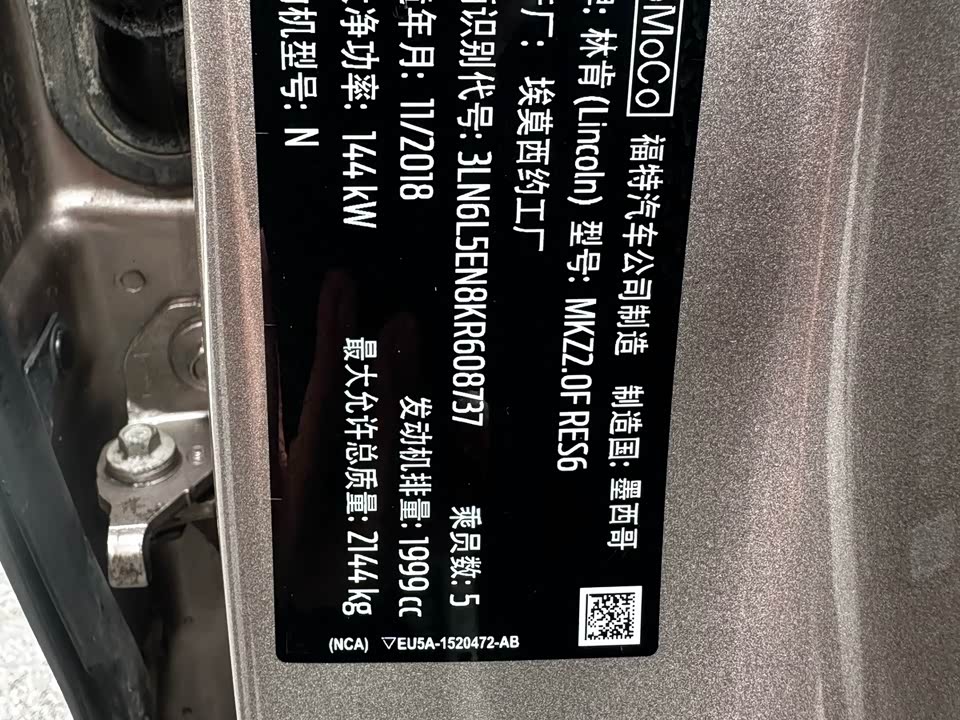 MoCo 福特汽车公司制造 制造国: 墨西哥
林肯 (Lincoln) 型号: MKZ2.0F RES6
厂: 埃莫西约工厂
识别代号: 3LN6L5EN8KR608737 乘员数: 5
年月: 11/2018 发动机排量: 1999 cc
净功率: 144 kW 最大允许总质量: 2144 kg
机型号: N
(NCA) ▽EU5A-1520472-AB